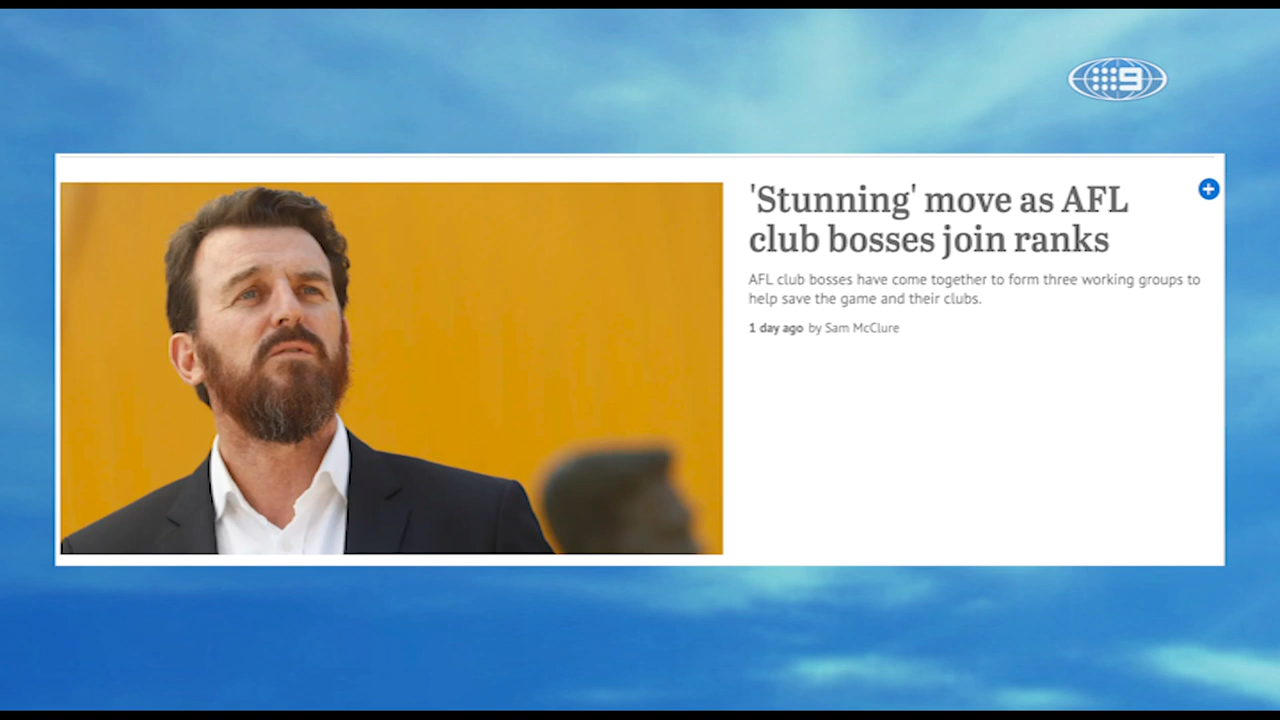 9
'Stunning' move as AFL
club bosses join ranks
AFL club bosses have come together to form three working groups to
help save the game and their clubs.
1 day ago by Sam McClure